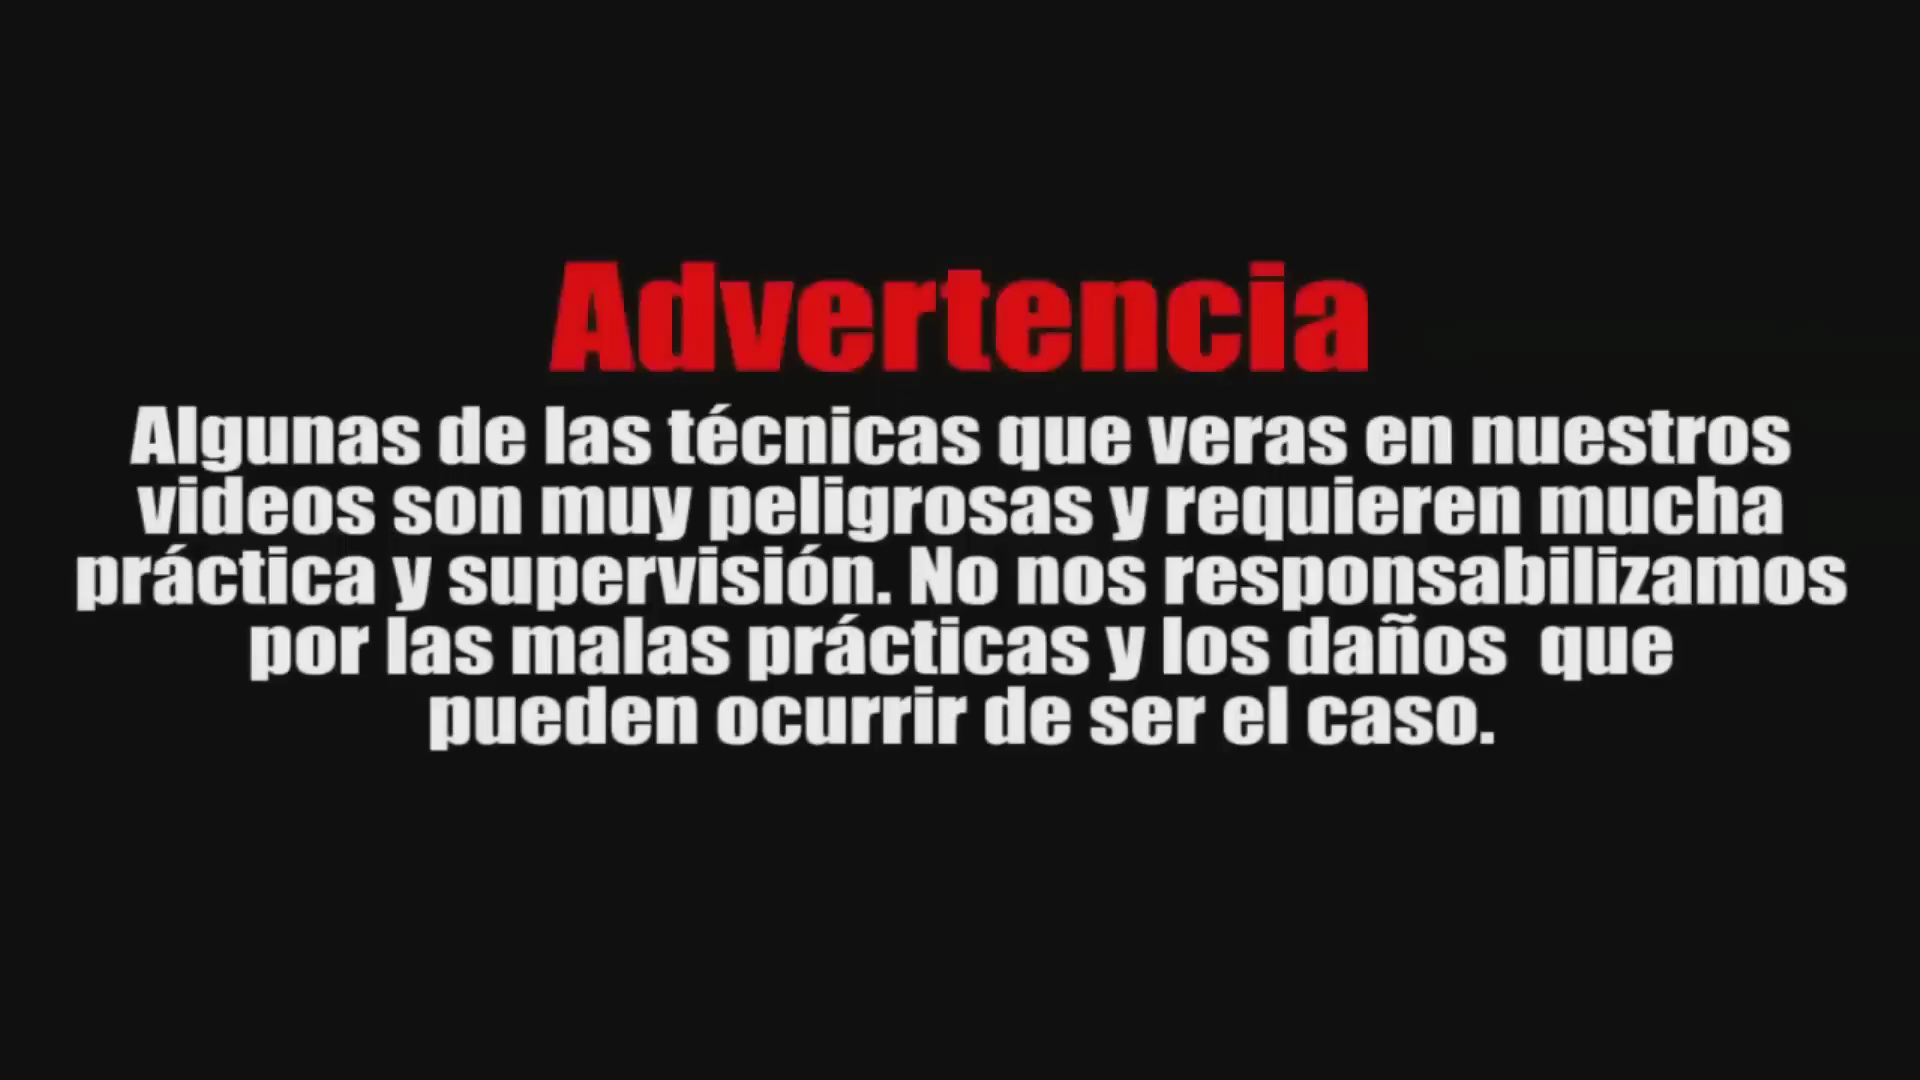 Advertencia
Algunas de las técnicas que veras en nuestros
videos son muy peligrosas y requieren mucha
práctica y supervisión. No nos responsabilizamos
por las malas prácticas y los daños  que
pueden ocurrir de ser el caso.